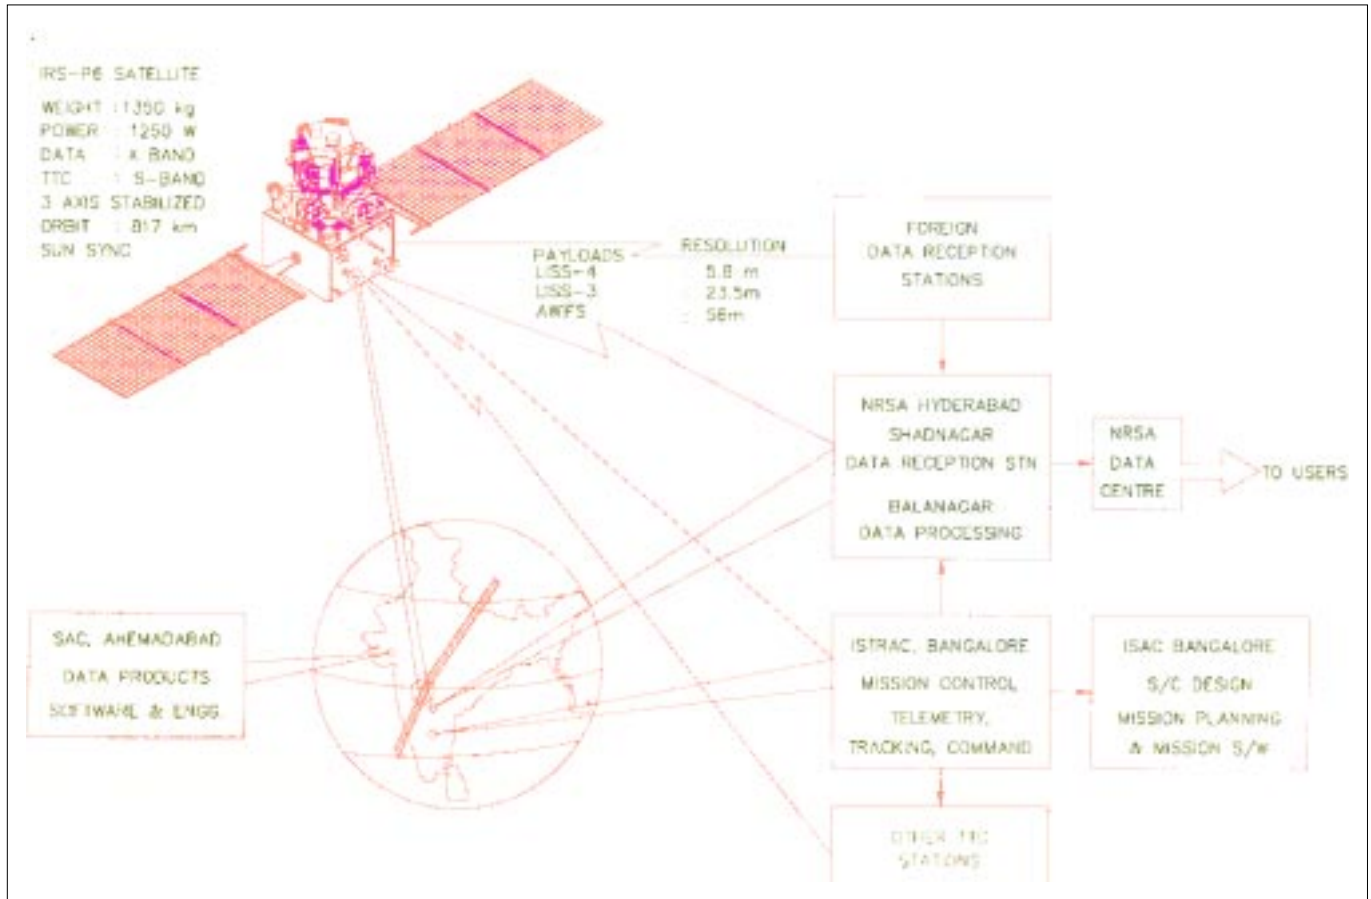 IRS-P6 SATELLITE
WEIGHT : 1350 kg
POWER : 1250 W
DATA : X BAND
TTC : S-BAND
3 AXIS STABILIZED
ORBIT : 817 km
SUN SYNC
PAYLOADS RESOLUTION
LISS-4 5.8 m
LISS-3 : 23.5m
AWFS : 56m
FOREIGN
DATA RECEPTION
STATIONS
NRSA HYDERABAD
SHADNAGAR
DATA RECEPTION STN
BALANAGAR
DATA PROCESSING
NRSA
DATA
CENTRE
TO USERS
SAC, AHEMADABAD
DATA PRODUCTS
SOFTWARE & ENGG.
ISTRAC, BANGALORE
MISSION CONTROL
TELEMETRY,
TRACKING, COMMAND
ISAC BANGALORE
S/C DESIGN
MISSION PLANNING
& MISSION S/W
OTHER TTC
STATIONS